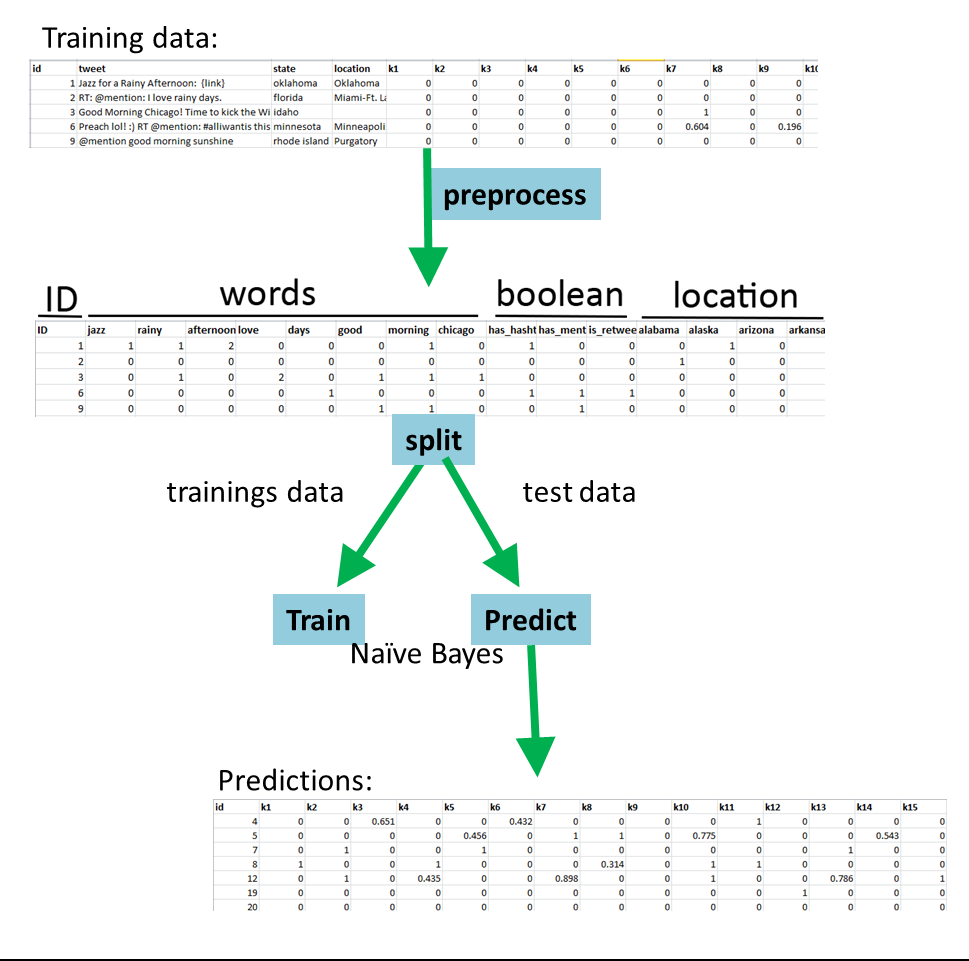 Training data:
id tweet state location k1 k2 k3 k4 k5 k6 k7 k8 k9 k10
1 Jazz for a Rainy Afternoon: {link} oklahoma Oklahoma 0 0 0 0 0 0 0 0 0
2 RT: @mention: I love rainy days. florida Miami-Ft. La 0 0 0 0 0 0 0 0 0
3 Good Morning Chicago! Time to kick the Wi idaho 0 0 0 0 0 0 1 0 0
6 Preach lol! :) RT @mention: #alliwantis this minnesota Minneapoli 0 0 0 0 0 0 0.604 0 0.196
9 @mention good morning sunshine rhode island Purgatory 0 0 0 0 0 0 0 0 0
preprocess
ID words boolean location
ID jazz rainy afternoon love days good morning chicago has_hasht has_ment is_retwee alabama alaska arizona arkansa
1 1 1 2 0 0 0 1 0 1 0 0 0 1 0
2 0 0 0 0 0 0 0 0 0 0 0 1 0 0
3 0 1 0 2 0 1 1 1 0 0 0 0 0 0
6 0 0 0 0 1 0 0 0 1 1 1 0 0 0
9 0 0 0 0 0 1 1 0 0 1 0 0 0 0
split
trainings data test data
Train Predict
Naïve Bayes
Predictions:
id k1 k2 k3 k4 k5 k6 k7 k8 k9 k10 k11 k12 k13 k14 k15
4 0 0 0.651 0 0 0.432 0 0 0 0 1 0 0 0 0
5 0 0 0 0 0.456 0 1 1 0 0.775 0 0 0 0.543 0
7 0 1 0 0 1 0 0 0 0 0 0 0 1 0 0
8 1 0 0 1 0 0 0 0.314 0 1 1 0 0 0 0
12 0 1 0 0.435 0 0 0.898 0 0 1 0 0 0.786 0 1
19 0 0 0 0 0 0 0 0 0 0 0 1 0 0 0
20 0 0 0 0 0 0 0 0 0 0 0 0 0 0 0